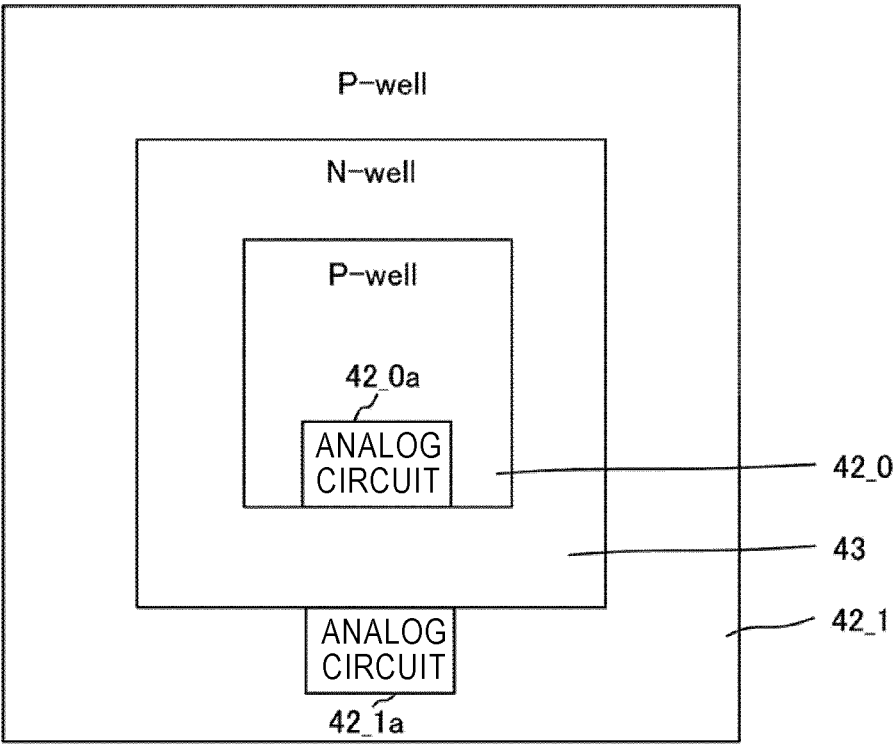 P-well
N-well
P-well
42_0a
ANALOG
CIRCUIT
42_0
43
ANALOG
CIRCUIT
42_1
42_1a